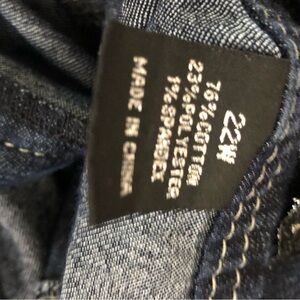 22W
76%COTTON
23%POLYESTER
1%SPANDEX
MADE IN CHINA